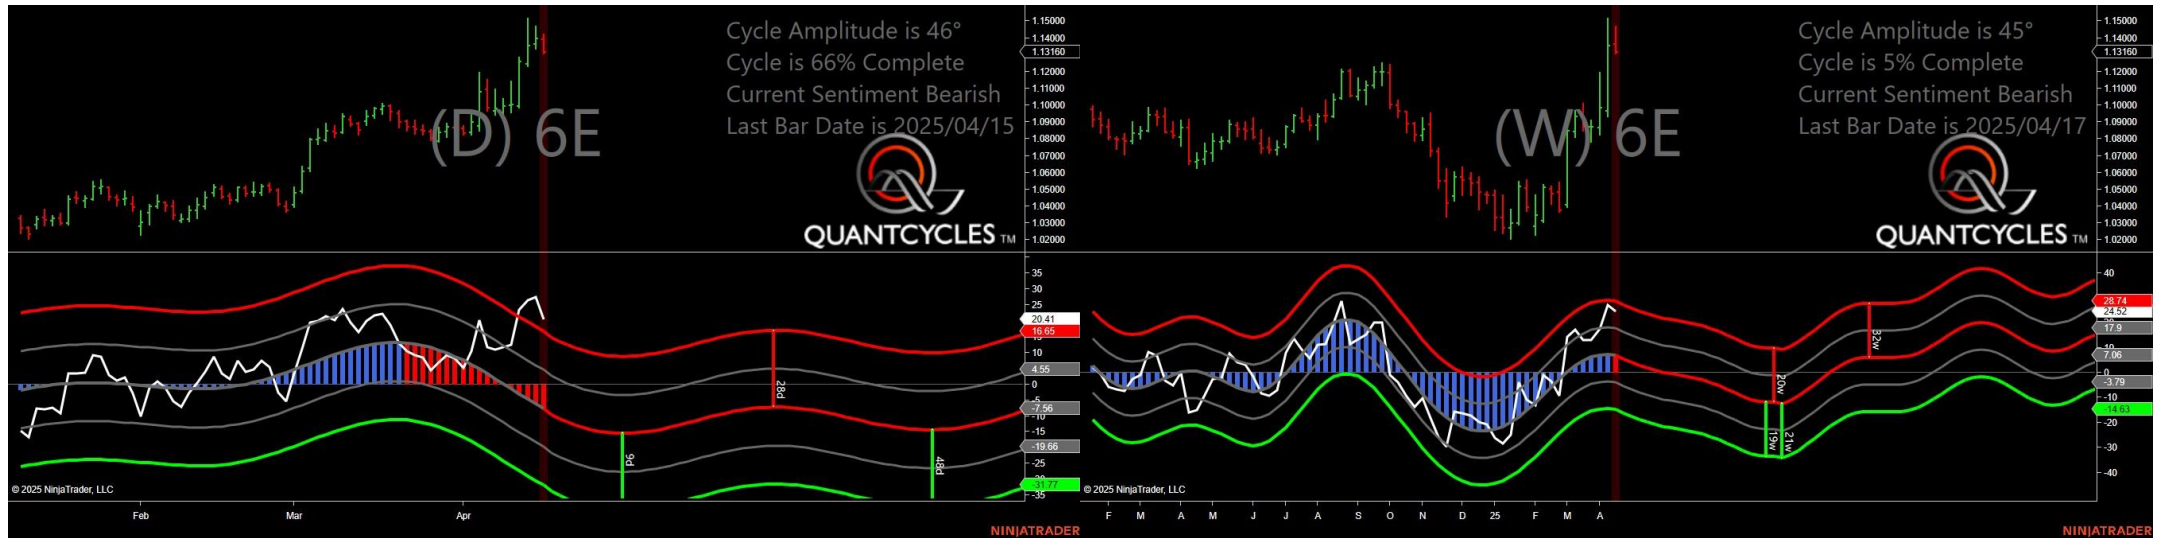 Cycle Amplitude is 46°
Cycle is 66% Complete
Current Sentiment Bearish
Last Bar Date is 2025/04/15
(D) 6E
QUANTCYCLES TM
1.15000
1.14000
1.13160
1.12000
1.11000
1.10000
1.09000
1.08000
1.07000
1.06000
1.05000
1.04000
1.03000
1.02000
35
30
25
20.41
16.65
10
4.55
0
-5
-7.56
-10
-15
-19.66
-25
-31.77
-35
28d
9d
48d
© 2025 NinjaTrader, LLC
Feb Mar Apr
NINJATRADER
Cycle Amplitude is 45°
Cycle is 5% Complete
Current Sentiment Bearish
Last Bar Date is 2025/04/17
(W) 6E
QUANTCYCLES TM
1.15000
1.14000
1.13160
1.12000
1.11000
1.10000
1.09000
1.08000
1.07000
1.06000
1.05000
1.04000
1.03000
1.02000
40
28.74
24.52
17.9
10
7.06
0
-3.79
-10
-14.63
-20
-30
-40
82w
20w
19w
21w
© 2025 NinjaTrader, LLC
F M A M J J A S O N D 25 F M A
NINJATRADER